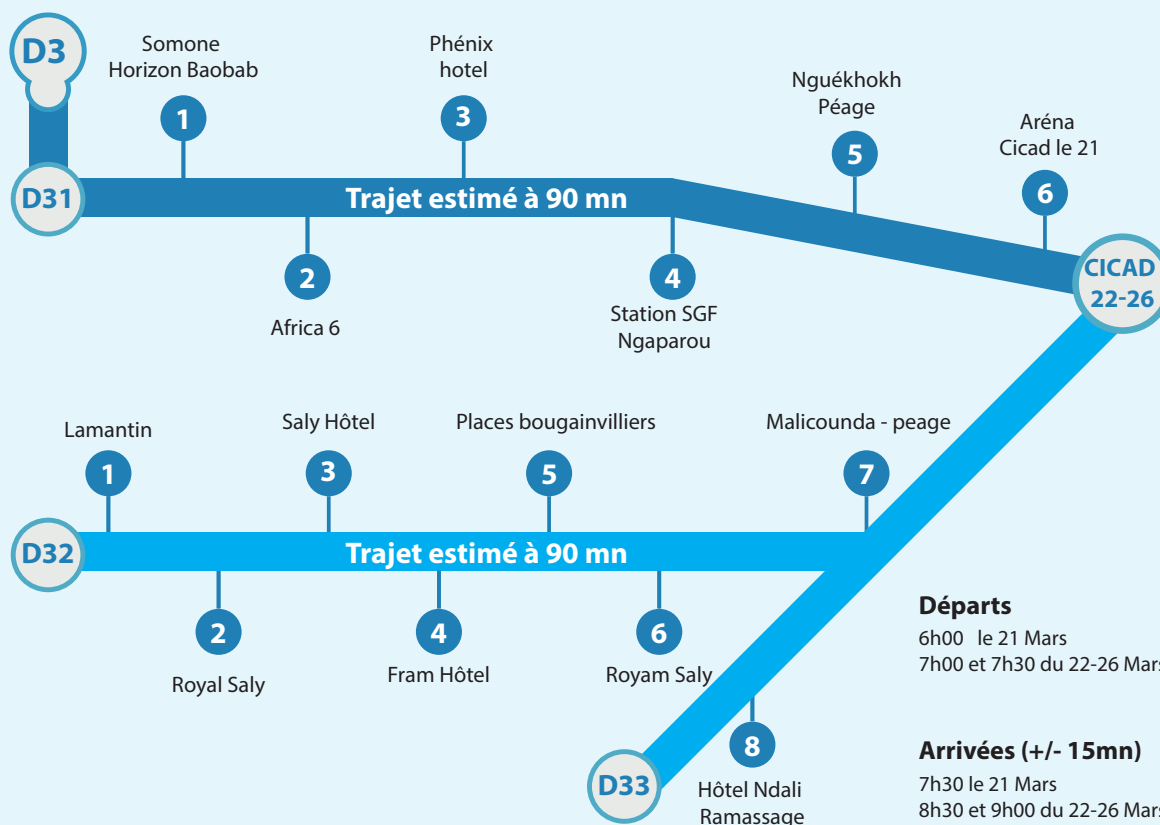 D3
Somone
Horizon Baobab
1
Phénix
hotel
3
Nguékhokh
Péage
5
Aréna
Cicad le 21
6
D31
Trajet estimé à 90 mn
2
Africa 6
4
Station SGF
Ngaparou
CICAD
22-26
Lamantin
1
Saly Hôtel
3
Places bougainvilliers
5
Malicounda - peage
7
D32
Trajet estimé à 90 mn
2
Royal Saly
4
Fram Hôtel
6
Royam Saly
D33
8
Hôtel Ndali
Ramassage
Départs
6h00 le 21 Mars
7h00 et 7h30 du 22-26 Mars
Arrivées (+/- 15mn)
7h30 le 21 Mars
8h30 et 9h00 du 22-26 Mars